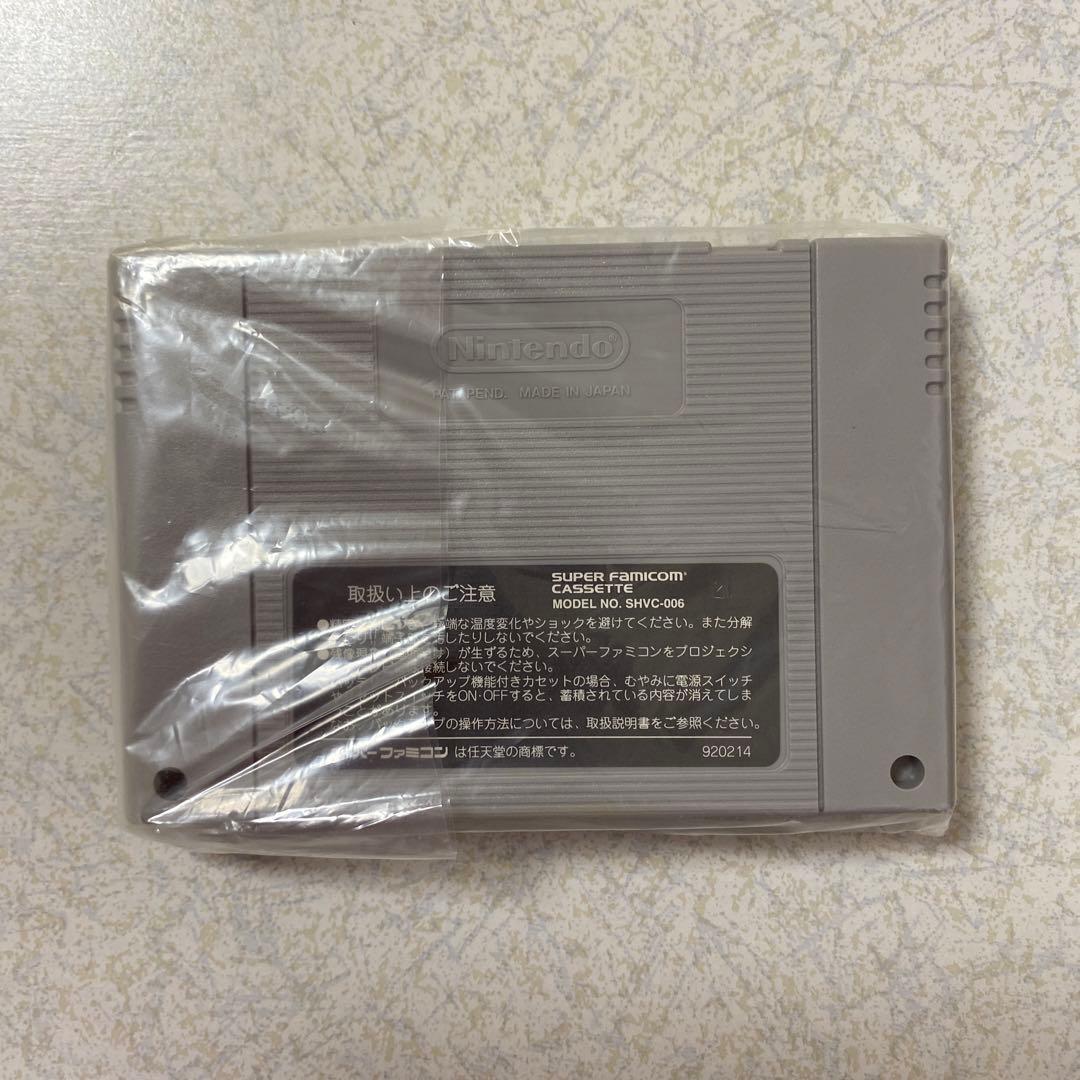 Nintendo®
PAT. PEND. MADE IN JAPAN
取扱い上のご注意
SUPER FAMICOM
CASSETTE
MODEL NO. SHVC-006
端な温度変化やショックを避けてください。また分解
したりしないでください。
が生ずるため、スーパーファミコンをプロジェクシ
接続しないでください。
バックアップ機能付きカセットの場合、むやみに電源スイッチ
をON・OFFすると、蓄積されている内容が消えてしま
の操作方法については、取扱説明書をご参照ください。
ファミコン は任天堂の商標です。 920214